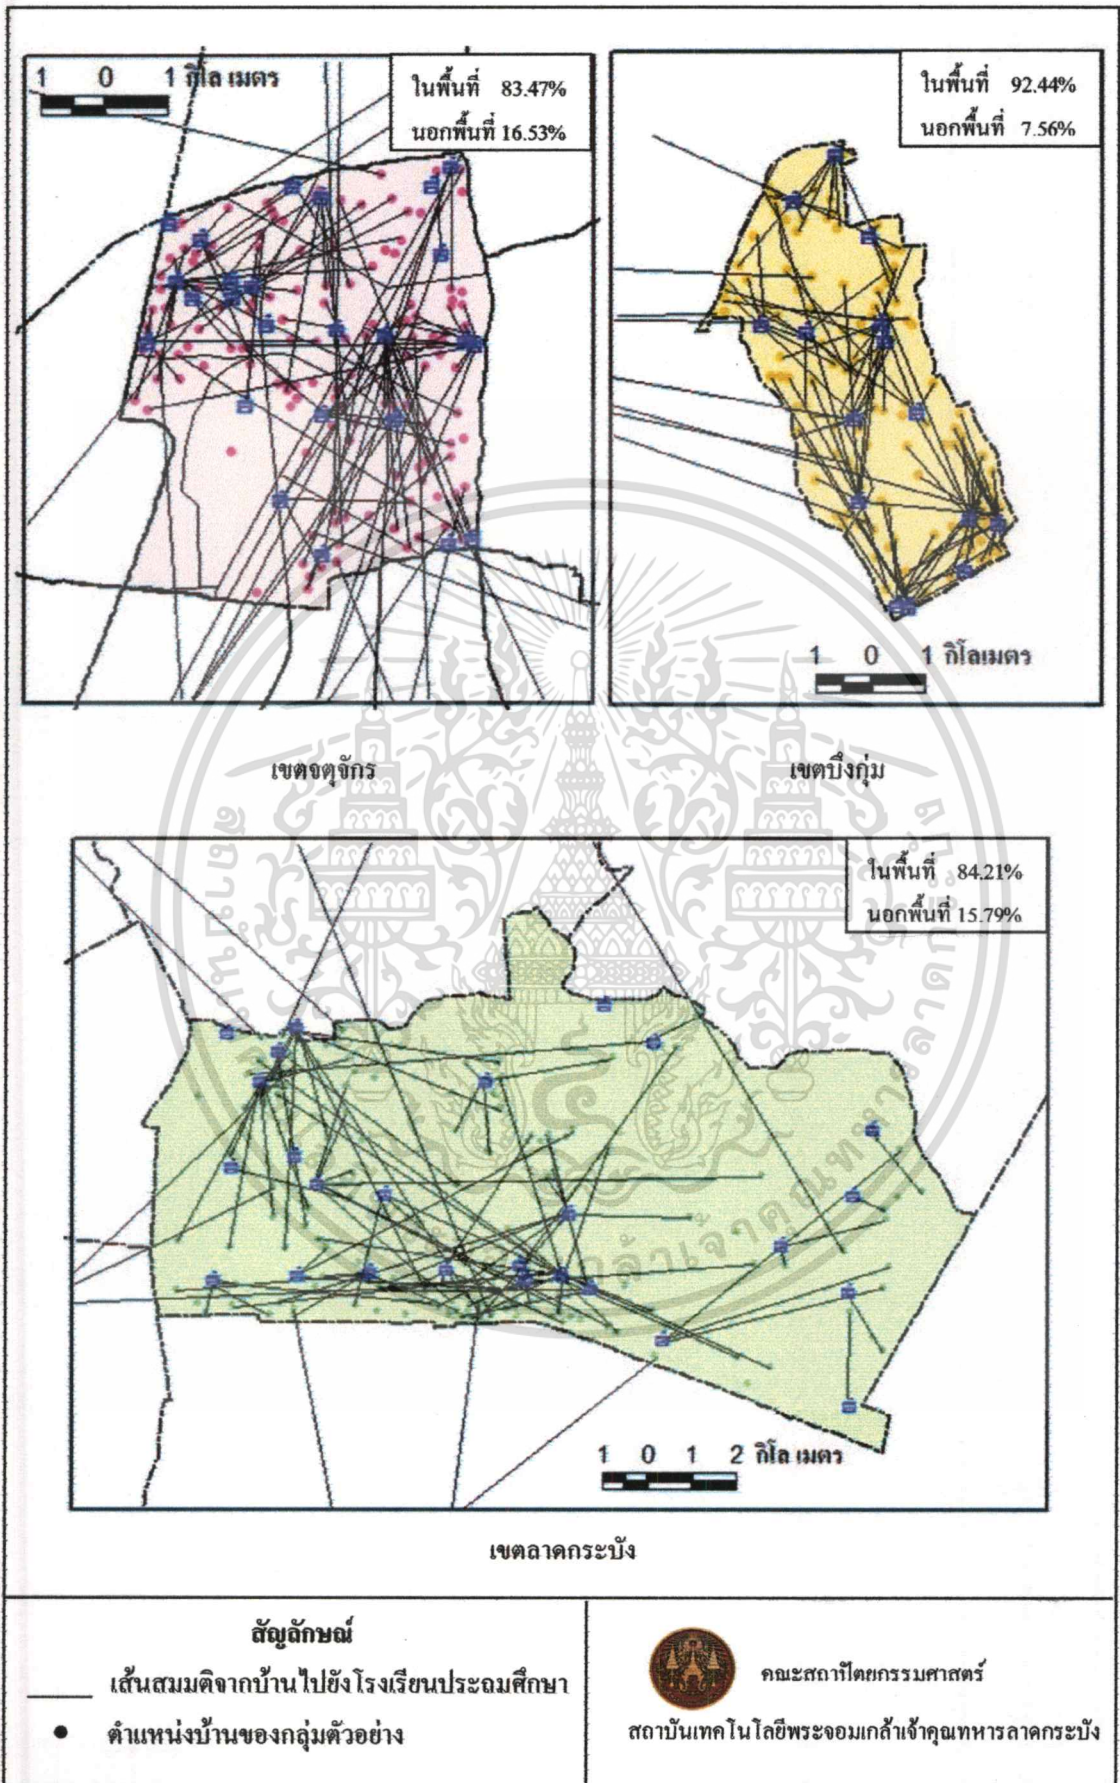 1 0 1 กิโล เมตร
ในพื้นที่ 83.47%
นอกพื้นที่ 16.53%
ในพื้นที่ 92.44%
นอกพื้นที่ 7.56%
1 0 1 กิโลเมตร
เขตจตุจักร
เขตบึงกุ่ม
ในพื้นที่ 84.21%
นอกพื้นที่ 15.79%
1 0 1 2 กิโล เมตร
เขตลาดกระบัง
สัญลักษณ์
เส้นสมมติจากบ้านไปยังโรงเรียนประถมศึกษา
ตำแหน่งบ้านของกลุ่มตัวอย่าง
คณะสถาปัตยกรรมศาสตร์
สถาบันเทคโนโลยีพระจอมเกล้าเจ้าคุณทหารลาดกระบัง